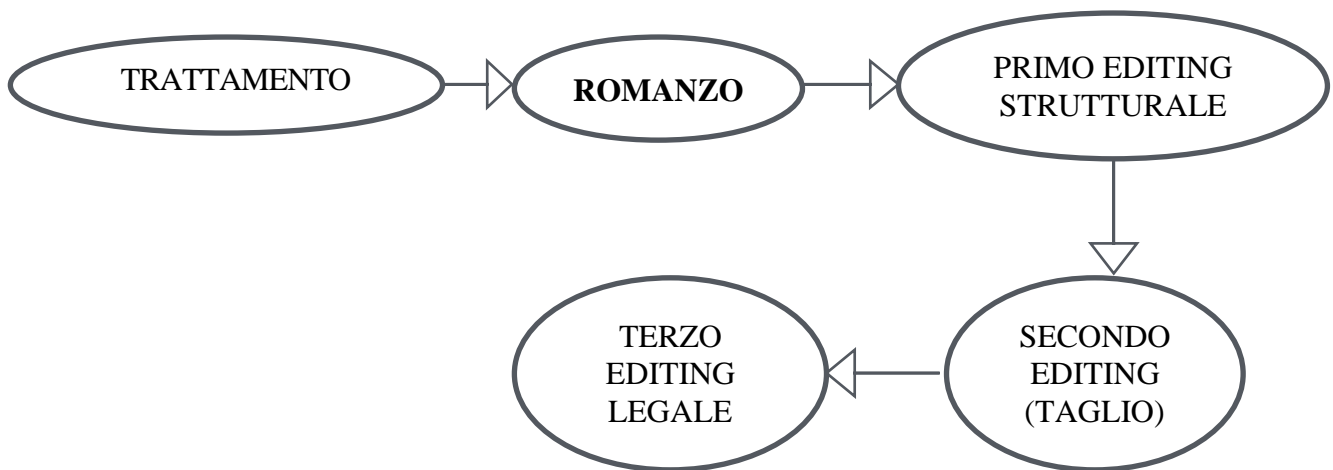 TRATTAMENTO
ROMANZO
PRIMO EDITING
STRUTTURALE
SECONDO
EDITING
(TAGLIO)
TERZO
EDITING
LEGALE